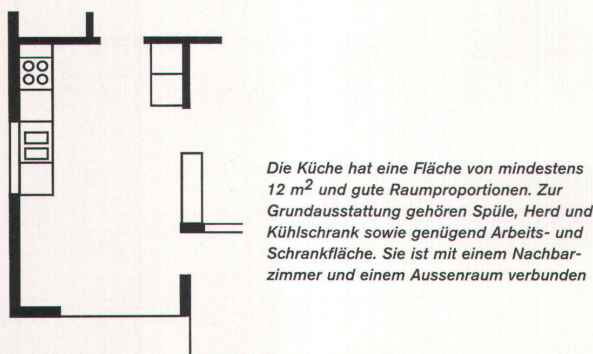 Die Küche hat eine Fläche von mindestens
12 m² und gute Raumproportionen. Zur
Grundausstattung gehören Spüle, Herd und
Kühlschrank sowie genügend Arbeits- und
Schrankfläche. Sie ist mit einem Nachbar-
zimmer und einem Aussenraum verbunden